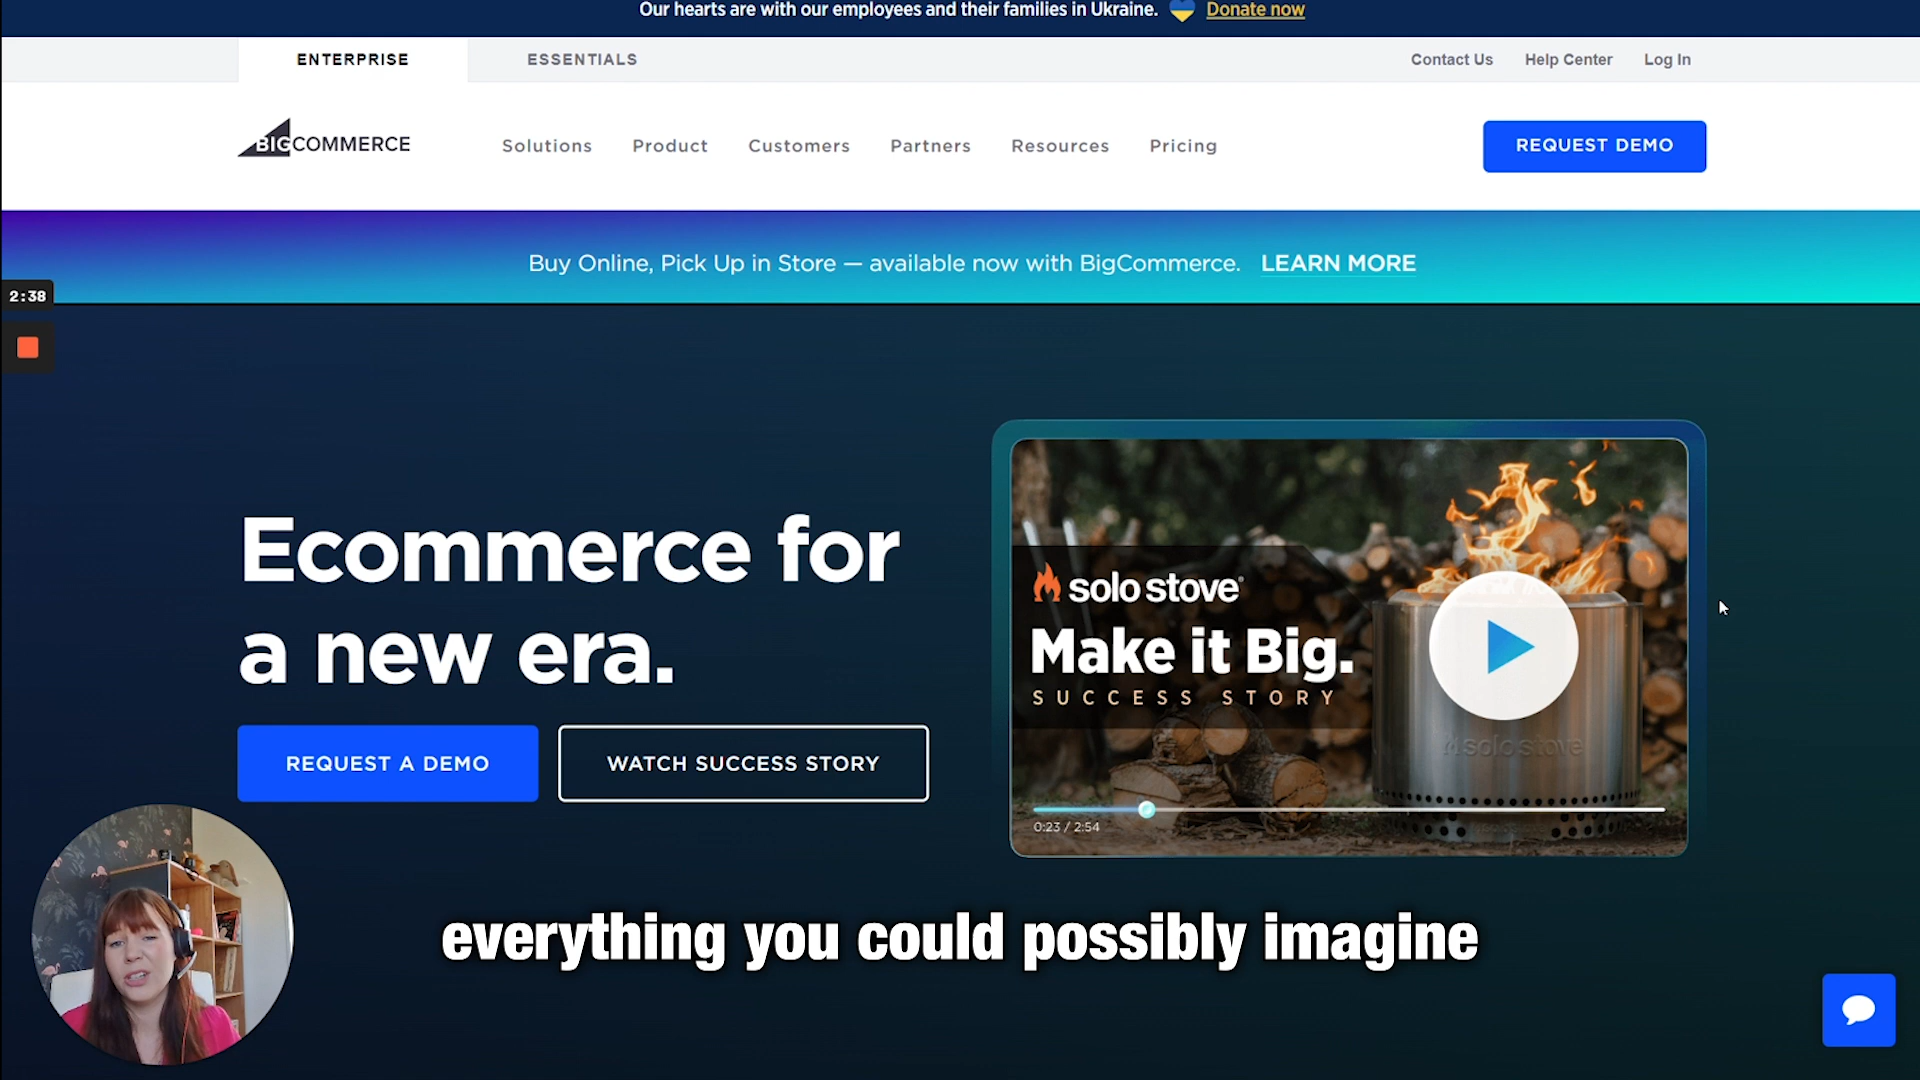 Our hearts are with our employees and their families in Ukraine. Donate now
ENTERPRISE ESSENTIALS Contact Us Help Center Log In
BIGCOMMERCE Solutions Product Customers Partners Resources Pricing REQUEST DEMO
Buy Online, Pick Up in Store — available now with BigCommerce. LEARN MORE
2:38
Ecommerce for
a new era.
REQUEST A DEMO WATCH SUCCESS STORY
solo stove
Make it Big.
SUCCESS STORY
solo stove
0:23 / 2:54
everything you could possibly imagine